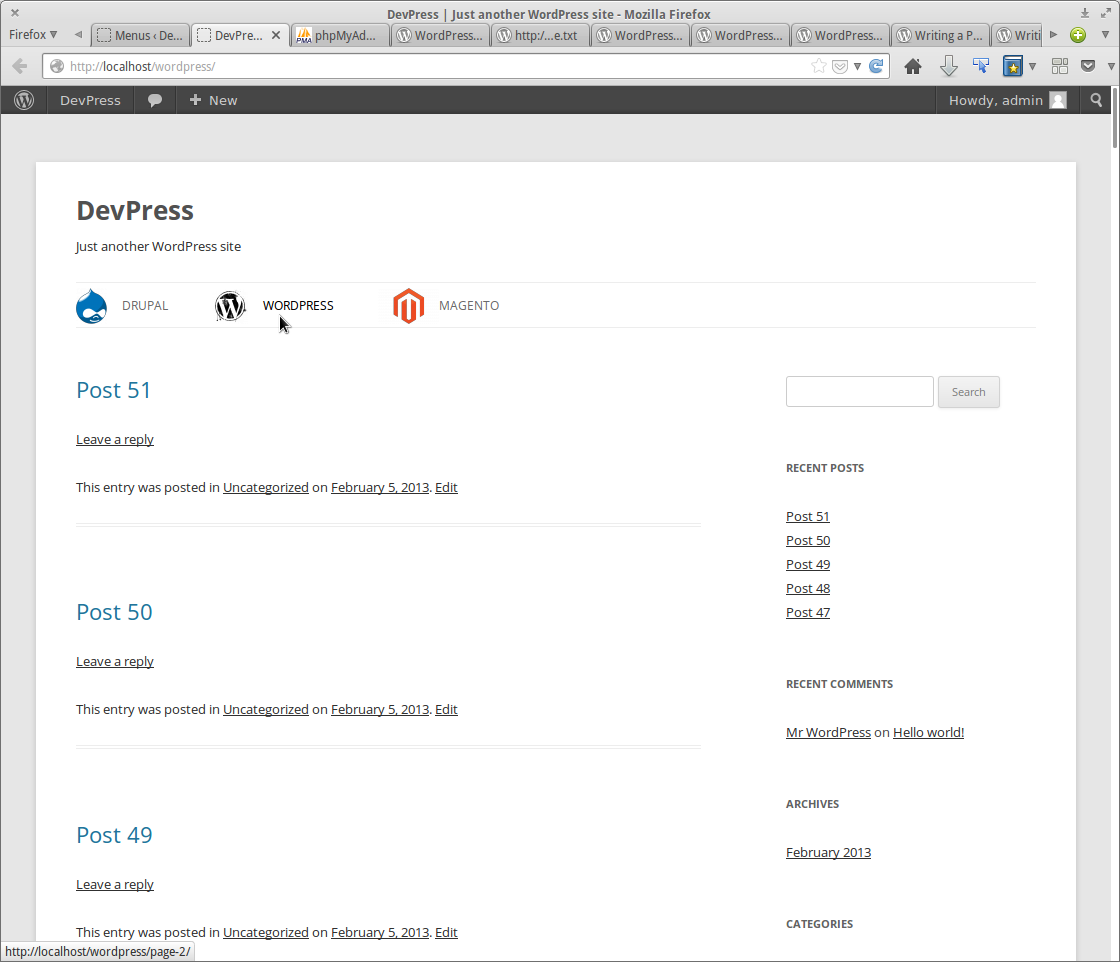 DevPress | Just another WordPress site - Mozilla Firefox
Firefox Menus ‹ De... DevPre... phpMyAd... WordPress... http:/...e.txt WordPress... WordPress... WordPress... Writing a P... Writi
http://localhost/wordpress/
DevPress New Howdy, admin
DevPress
Just another WordPress site
DRUPAL WORDPRESS MAGENTO
Post 51
Leave a reply
This entry was posted in Uncategorized on February 5, 2013. Edit
Post 50
Leave a reply
This entry was posted in Uncategorized on February 5, 2013. Edit
Post 49
Leave a reply
This entry was posted in Uncategorized on February 5, 2013. Edit
Search
RECENT POSTS
Post 51
Post 50
Post 49
Post 48
Post 47
RECENT COMMENTS
Mr WordPress on Hello world!
ARCHIVES
February 2013
CATEGORIES
http://localhost/wordpress/page-2/